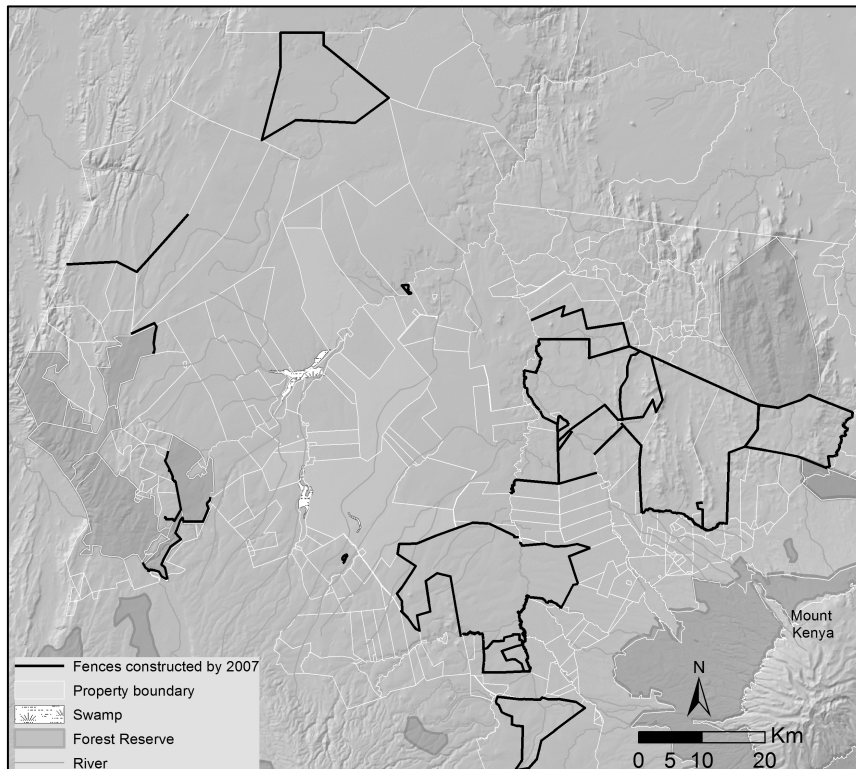 Mount
Kenya
Fences constructed by 2007
Property boundary
Swamp
Forest Reserve
River
N
Km
0 5 10 20